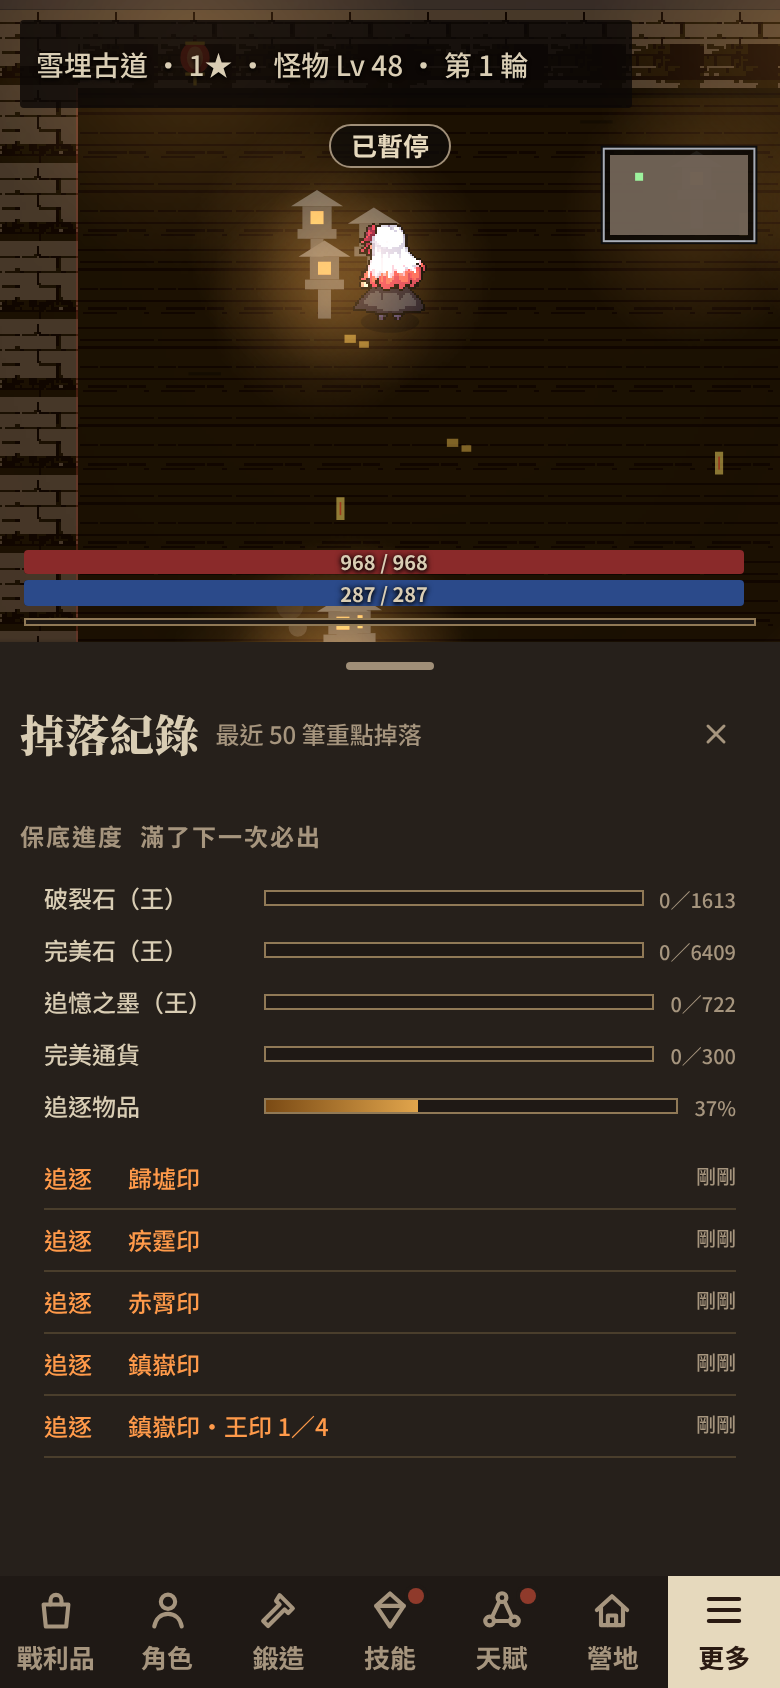 雪埋古道 · 1★ · 怪物 Lv 48 · 第 1 輪
已暫停
968 / 968
287 / 287
掉落紀錄 最近 50 筆重點掉落
保底進度 滿了下一次必出
破裂石（王） 0／1613
完美石（王） 0／6409
追憶之墨（王） 0／722
完美通貨 0／300
追逐物品 37%
追逐 歸墟印 剛剛
追逐 疾霆印 剛剛
追逐 赤霄印 剛剛
追逐 鎮嶽印 剛剛
追逐 鎮嶽印·王印 1／4 剛剛
戰利品 角色 鍛造 技能 天賦 營地 更多